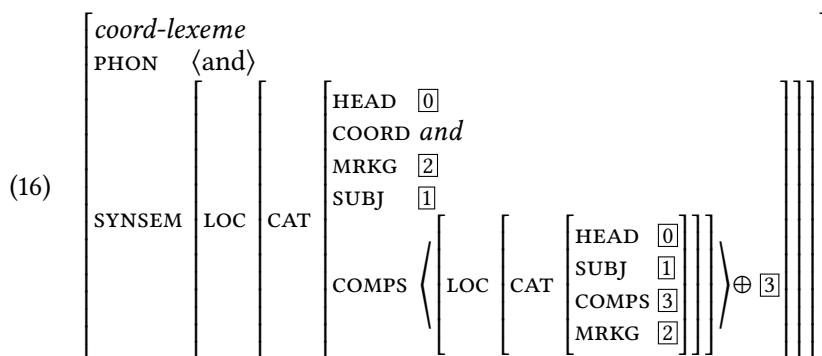 coord-lexeme
PHON ⟨and⟩
HEAD 0
COORD and
MRKG 2
SUBJ 1
(16) SYNSEM LOC CAT
HEAD 0
SUBJ 1
COMPS ⟨ LOC CAT COMPS 3 ⟩ ⊕ 3
MRKG 2